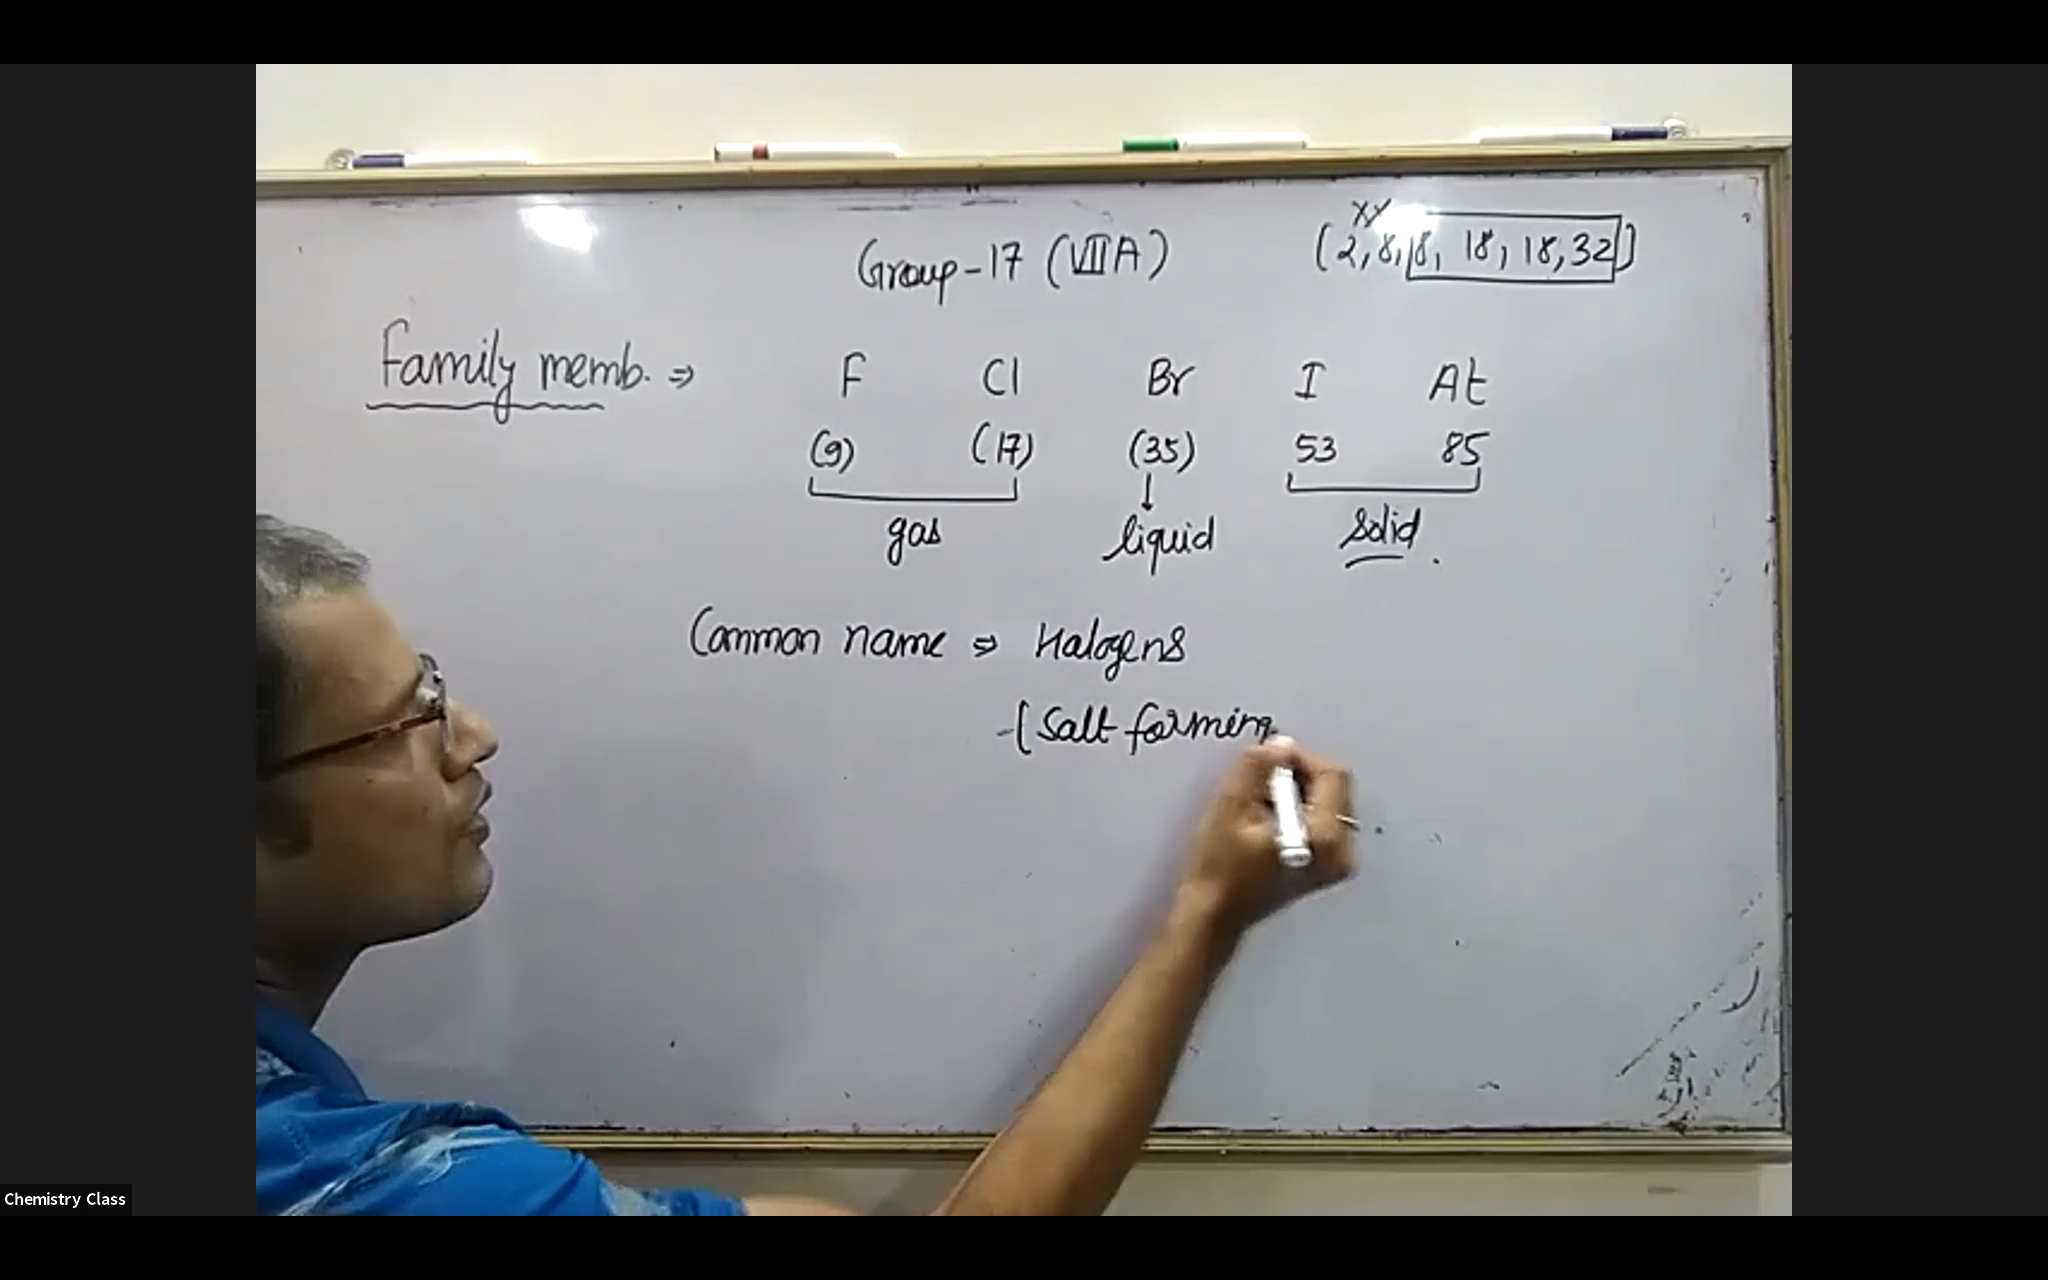 Group-17 (VIIA) (2,8,8, 18, 18,32)
Family memb. ⇒ F Cl Br I At
(9) (17) (35) 53 85
gas liquid solid.
Common name ⇒ Halogens
(Salt forming
Chemistry Class